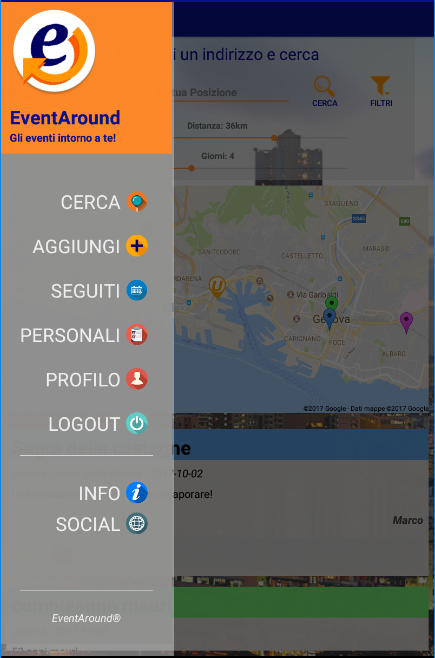 e
EventAround
Gli eventi intorno a te!
i un indirizzo e cerca
tua Posizione
CERCA
FILTRI
Distanza: 36km
Giorni: 4
CERCA
AGGIUNGI
SEGUITI
PERSONALI
PROFILO
LOGOUT
INFO
SOCIAL
EventAround®
STAGLIENO
SAN TEODORO
CASTELLETTO
MARASSI
Via Garibaldi
Genova
CARIGNANO
FOCE
ALBARO
©2017 Google - Dati mappe ©2017 Google
-10-02
aporare!
Marco